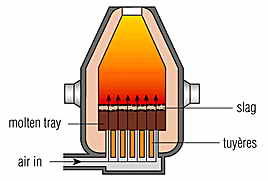 slag
molten tray
tuyères
air in